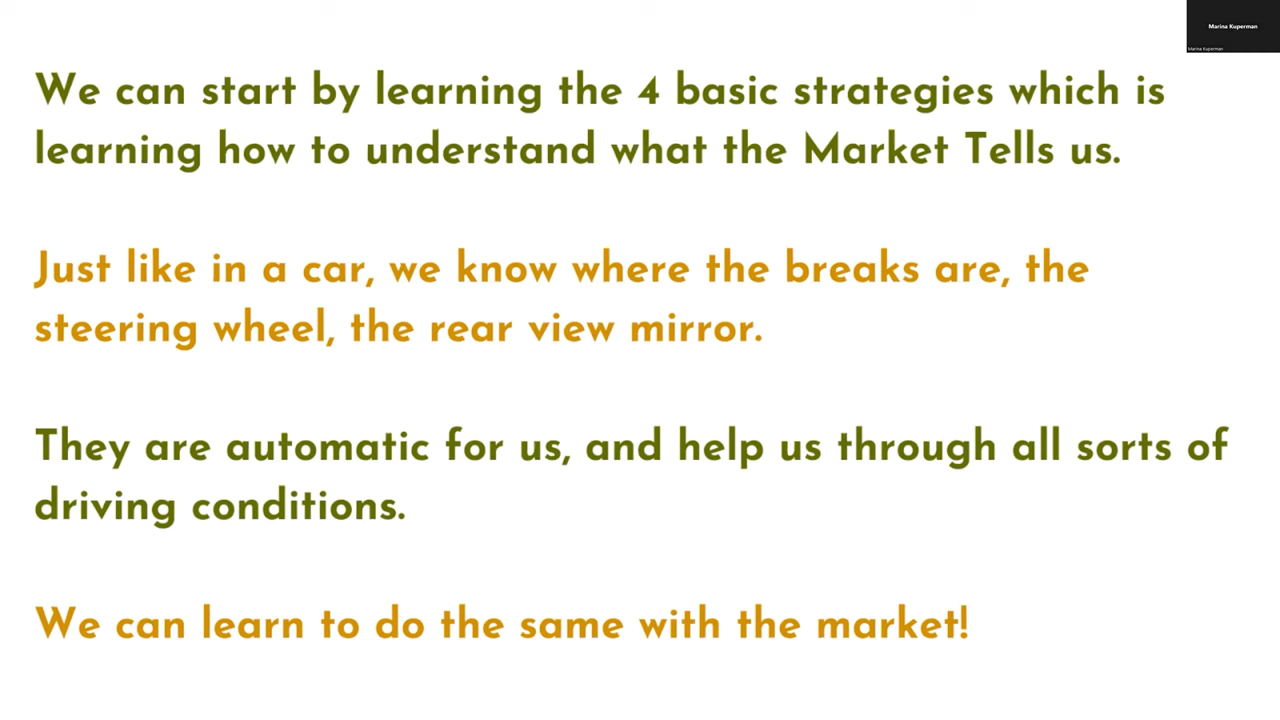 Marina Kuperman
Marina Kuperman
We can start by learning the 4 basic strategies which is
learning how to understand what the Market Tells us.
Just like in a car, we know where the breaks are, the
steering wheel, the rear view mirror.
They are automatic for us, and help us through all sorts of
driving conditions.
We can learn to do the same with the market!